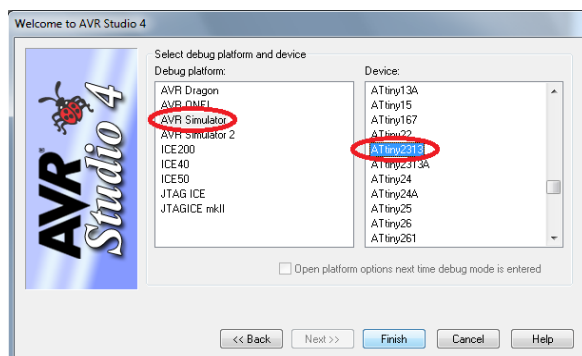 Welcome to AVR Studio 4
AVR
Studio 4
Select debug platform and device
Debug platform:
AVR Dragon
AVR ONE!
AVR Simulator
AVR Simulator 2
ICE200
ICE40
ICE50
JTAG ICE
JTAGICE mkII
Device:
ATtiny13A
ATtiny15
ATtiny167
ATtiny22
ATtiny2313
ATtiny2313A
ATtiny24
ATtiny24A
ATtiny25
ATtiny26
ATtiny261
Open platform options next time debug mode is entered
<< Back
Next >>
Finish
Cancel
Help